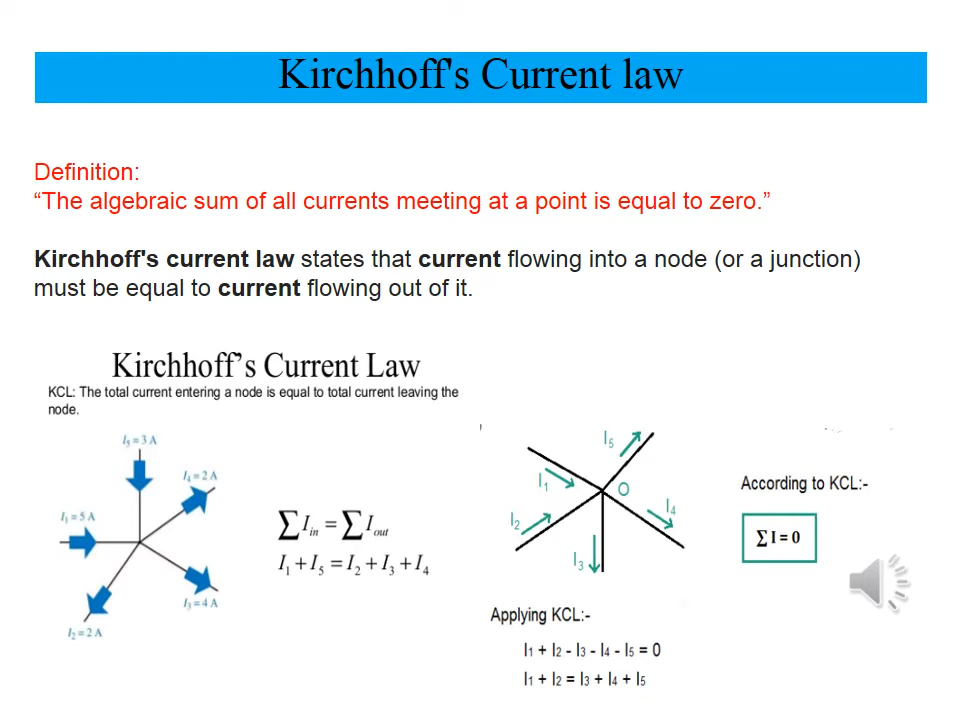 Kirchhoff's Current law
Definition:
“The algebraic sum of all currents meeting at a point is equal to zero.”
Kirchhoff's current law states that current flowing into a node (or a junction)
must be equal to current flowing out of it.
Kirchhoff’s Current Law
KCL: The total current entering a node is equal to total current leaving the
node.
I5 = 3 A
I4 = 2 A
I1 = 5 A
I3 = 4 A
I2 = 2 A
∑Iin = ∑Iout
I1 + I5 = I2 + I3 + I4
I5
I1
O
I2
I4
I3
According to KCL:-
∑ I = 0
Applying KCL:-
I1 + I2 - I3 - I4 - I5 = 0
I1 + I2 = I3 + I4 + I5